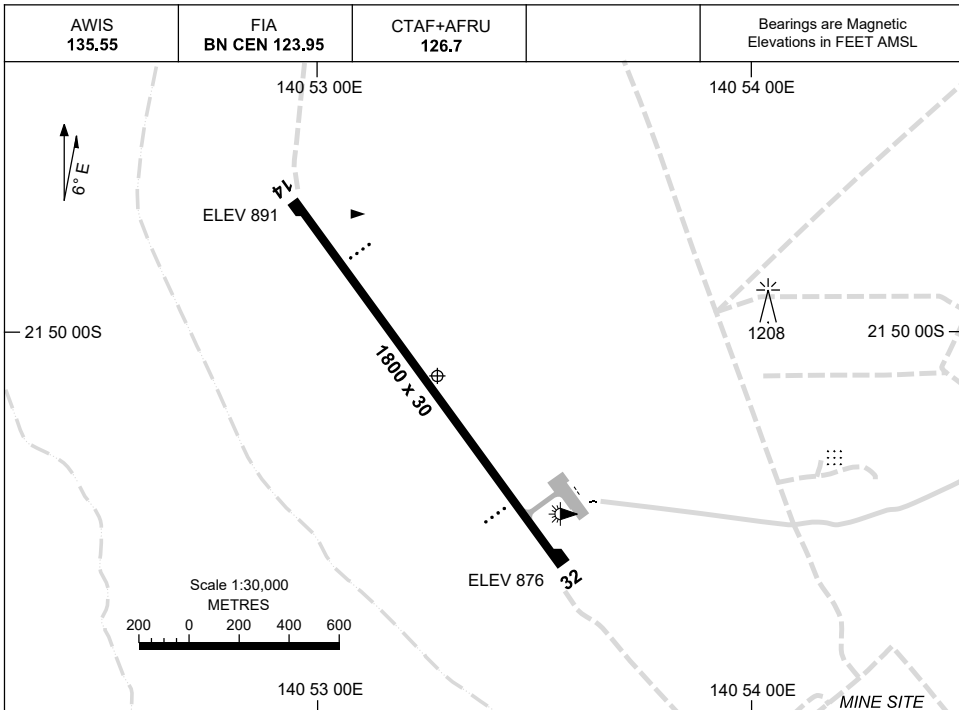 AWIS
135.55
FIA
BN CEN 123.95
CTAF+AFRU
126.7
Bearings are Magnetic
Elevations in FEET AMSL
140 53 00E
140 54 00E
6° E
14
ELEV 891
21 50 00S
1208
21 50 00S
1800 x 30
ELEV 876
32
Scale 1:30,000
METRES
200 0 200 400 600
140 53 00E
140 54 00E
MINE SITE